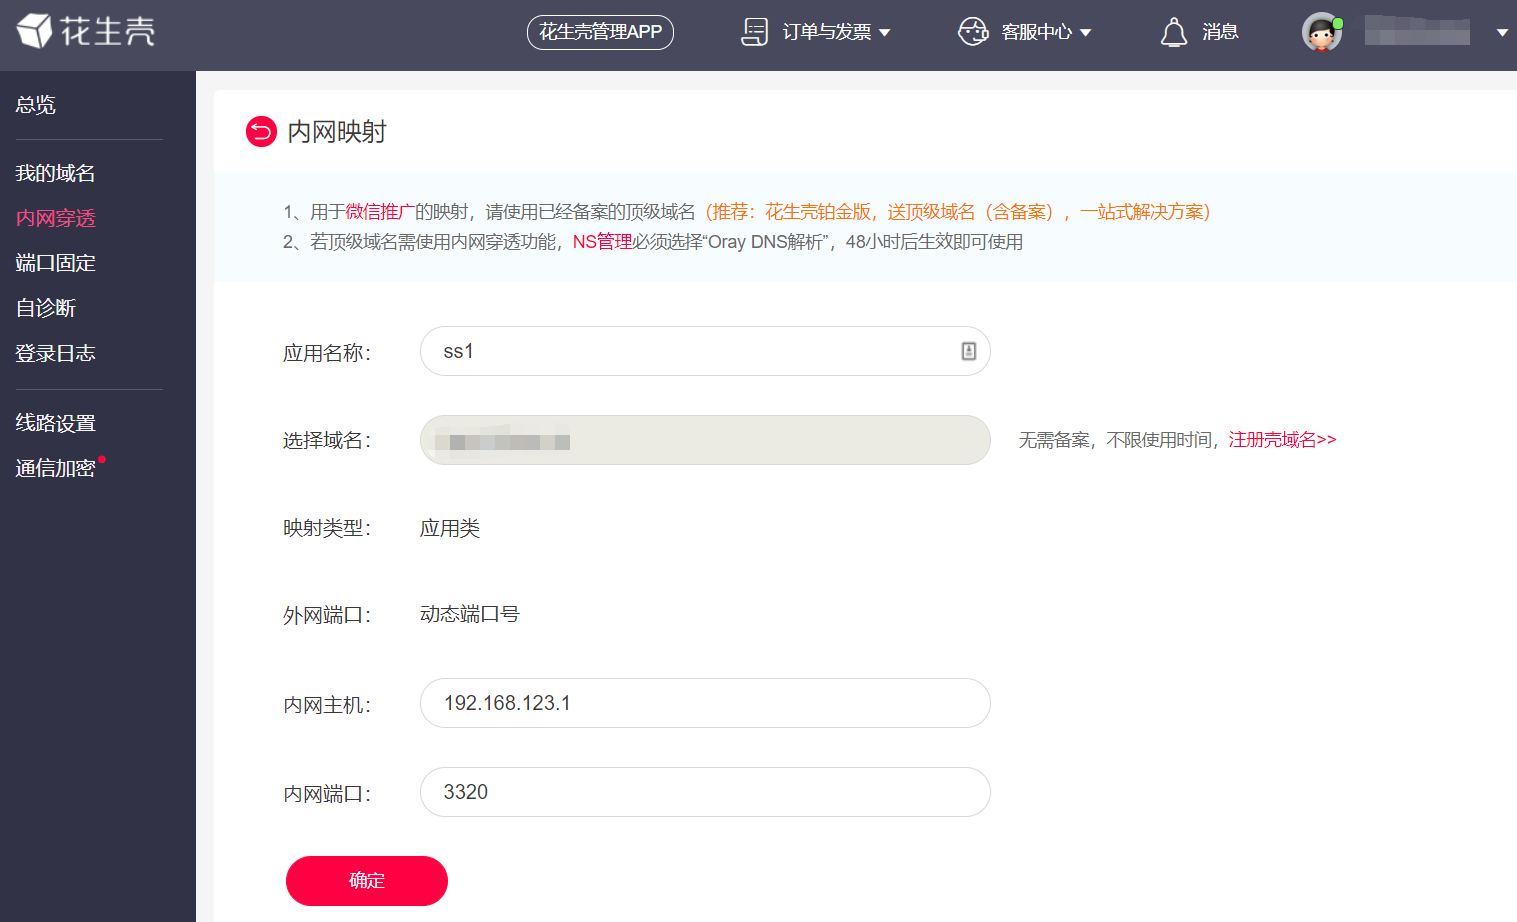 花生壳
花生壳管理APP
订单与发票
客服中心
消息
总览
我的域名
内网穿透
端口固定
自诊断
登录日志
线路设置
通信加密
内网映射
1、用于微信推广的映射，请使用已经备案的顶级域名（推荐：花生壳铂金版，送顶级域名（含备案），一站式解决方案）
2、若顶级域名需使用内网穿透功能，NS管理必须选择“Oray DNS解析”，48小时后生效即可使用
应用名称： ss1
选择域名： 无需备案，不限使用时间，注册壳域名>>
映射类型： 应用类
外网端口： 动态端口号
内网主机： 192.168.123.1
内网端口： 3320
确定